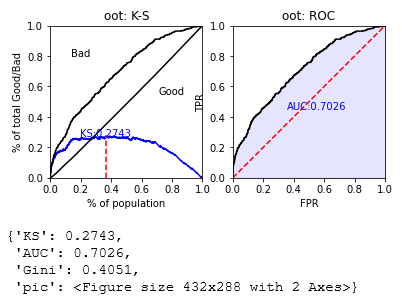 oot: K-S
1.0
0.8
0.6
0.4
0.2
0.0
% of total Good/Bad
Bad
Good
KS:0.2743
0.0 0.2 0.4 0.6 0.8 1.0
% of population
oot: ROC
1.0
0.8
0.6
0.4
0.2
0.0
TPR
AUC:0.7026
0.0 0.2 0.4 0.6 0.8 1.0
FPR
{'KS': 0.2743,
'AUC': 0.7026,
'Gini': 0.4051,
'pic': <Figure size 432x288 with 2 Axes>}